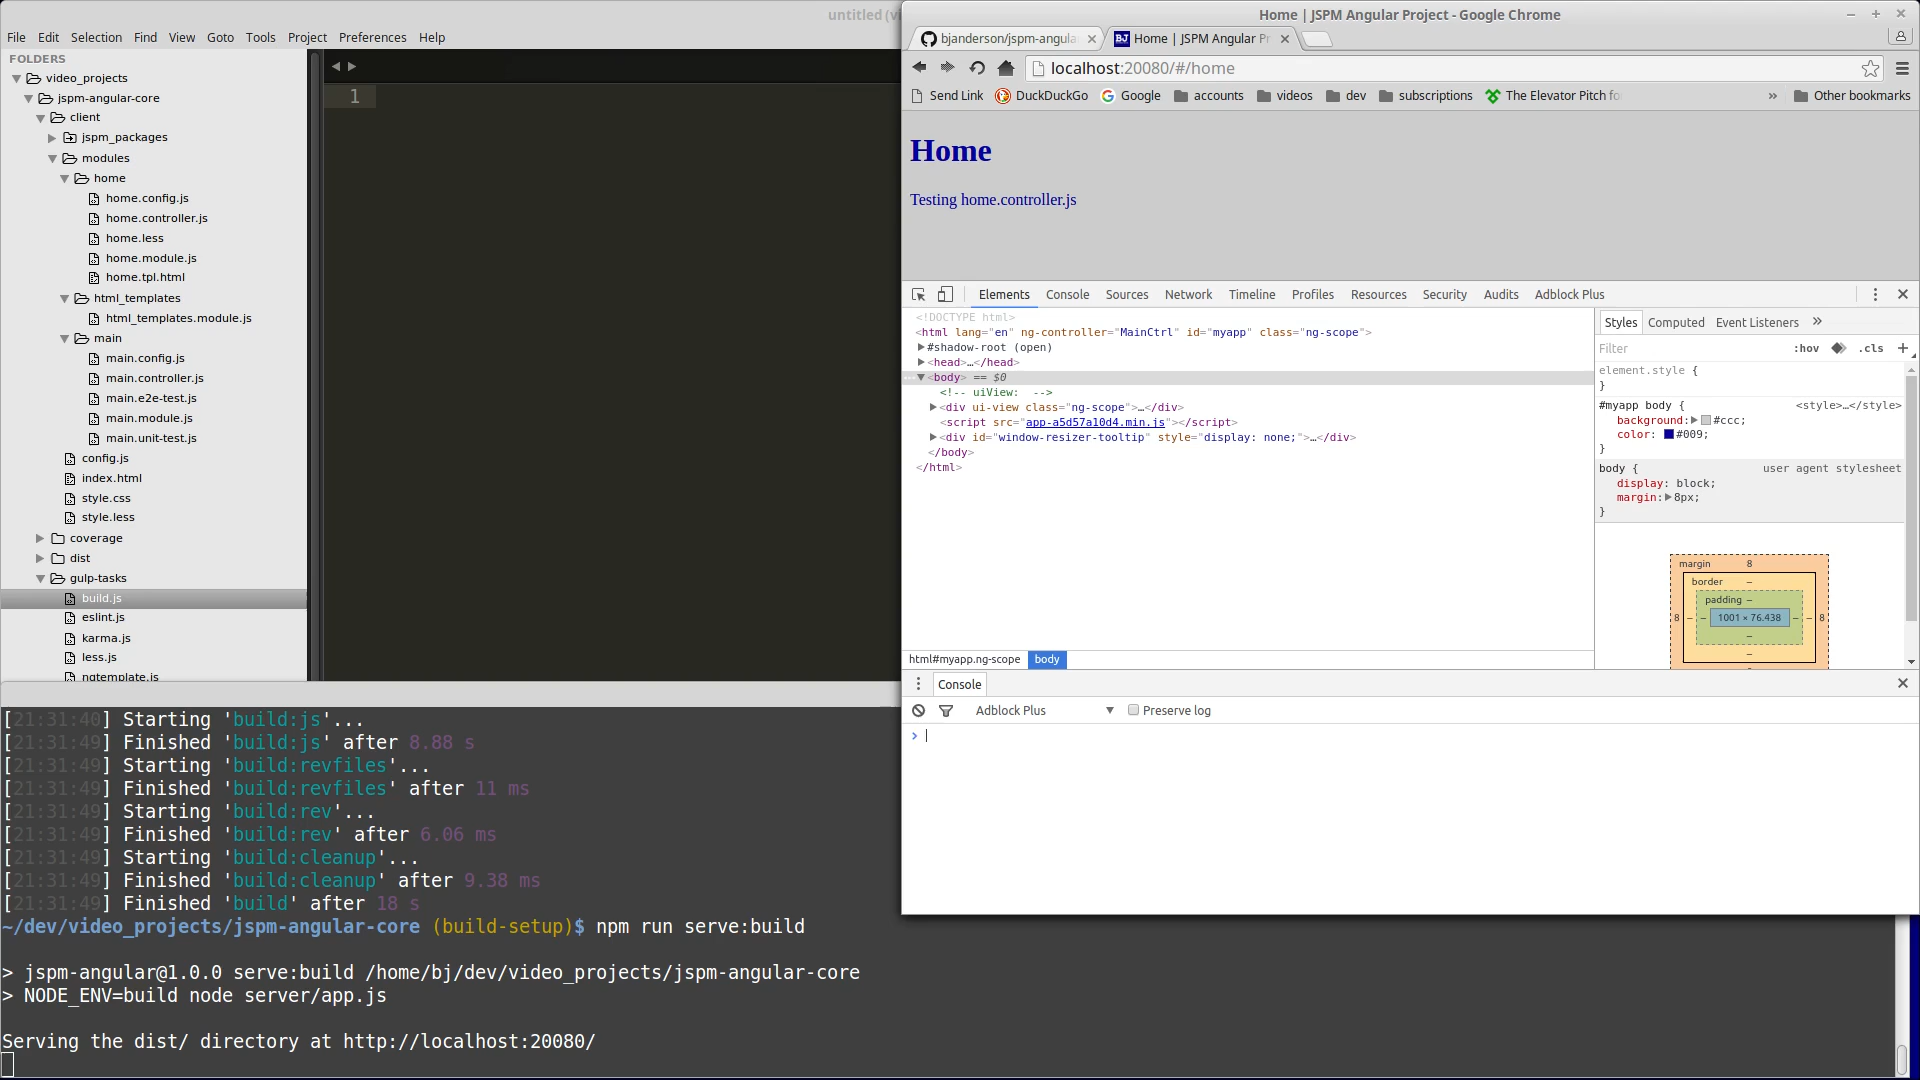 untitled (vi
File Edit Selection Find View Goto Tools Project Preferences Help
FOLDERS
video_projects
jspm-angular-core
client
jspm_packages
modules
home
home.config.js
home.controller.js
home.less
home.module.js
home.tpl.html
html_templates
html_templates.module.js
main
main.config.js
main.controller.js
main.e2e-test.js
main.module.js
main.unit-test.js
config.js
index.html
style.css
style.less
coverage
dist
gulp-tasks
build.js
eslint.js
karma.js
less.js
ngtemplate.js
1
Home | JSPM Angular Project - Google Chrome
bjanderson/jspm-angula
BJ Home | JSPM Angular Pr
localhost:20080/#/home
Send Link DuckDuckGo Google accounts videos dev subscriptions The Elevator Pitch fo » Other bookmarks
Home
Testing home.controller.js
Elements Console Sources Network Timeline Profiles Resources Security Audits Adblock Plus
<!DOCTYPE html>
<html lang="en" ng-controller="MainCtrl" id="myapp" class="ng-scope">
#shadow-root (open)
<head>…</head>
<body> == $0
<!-- uiView:  -->
<div ui-view class="ng-scope">…</div>
<script src="app-a5d57a10d4.min.js"></script>
<div id="window-resizer-tooltip" style="display: none;">…</div>
</body>
</html>
html#myapp.ng-scope body
Styles Computed Event Listeners »
Filter :hov .cls +
element.style {
}
#myapp body { <style>…</style>
background: #ccc;
color: #009;
}
body { user agent stylesheet
display: block;
margin: 8px;
}
margin 8
border –
padding –
8 – – 1001 × 76.438 – – 8
–
–
Console
Adblock Plus Preserve log
>
[21:31:40] Starting 'build:js'...
[21:31:49] Finished 'build:js' after 8.88 s
[21:31:49] Starting 'build:revfiles'...
[21:31:49] Finished 'build:revfiles' after 11 ms
[21:31:49] Starting 'build:rev'...
[21:31:49] Finished 'build:rev' after 6.06 ms
[21:31:49] Starting 'build:cleanup'...
[21:31:49] Finished 'build:cleanup' after 9.38 ms
[21:31:49] Finished 'build' after 18 s
~/dev/video_projects/jspm-angular-core (build-setup)$ npm run serve:build
> jspm-angular@1.0.0 serve:build /home/bj/dev/video_projects/jspm-angular-core
> NODE_ENV=build node server/app.js
Serving the dist/ directory at http://localhost:20080/